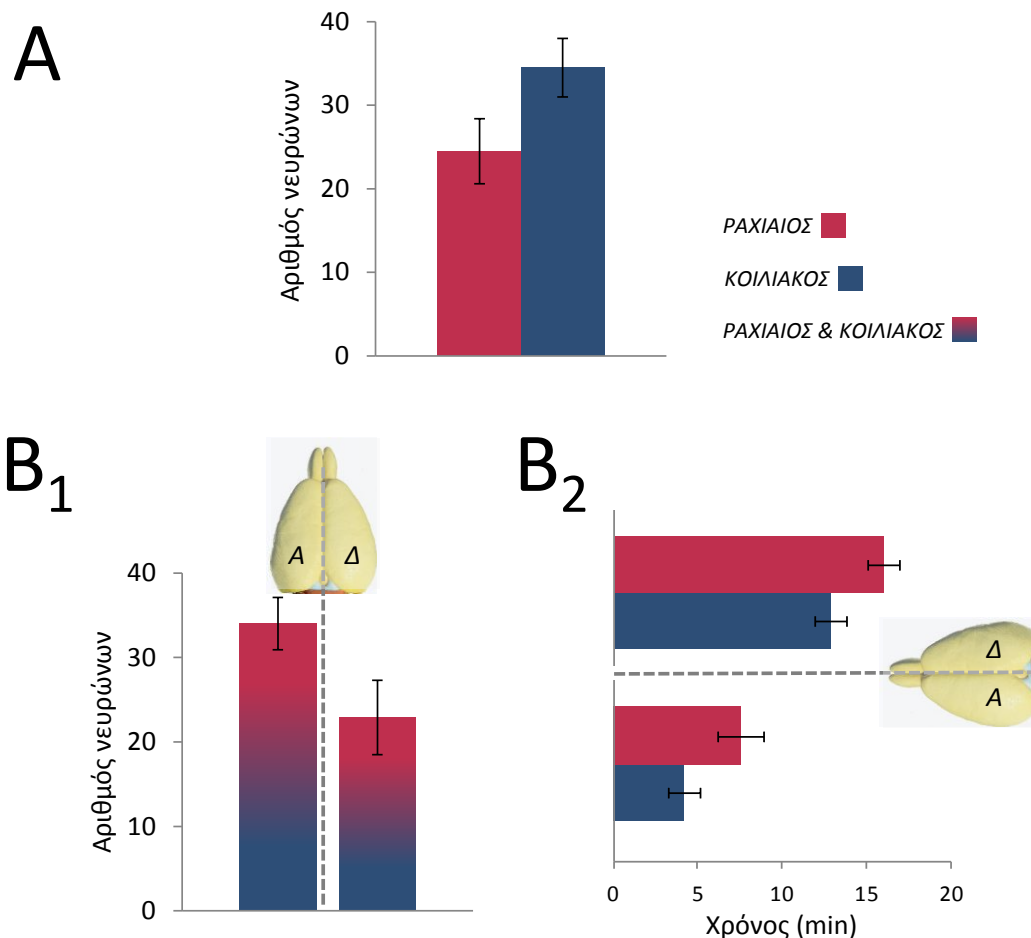 A
40
30
20
10
0
Αριθμός νευρώνων
ΡΑΧΙΑΙΟΣ
ΚΟΙΛΙΑΚΟΣ
ΡΑΧΙΑΙΟΣ & ΚΟΙΛΙΑΚΟΣ
B1
Α Δ
40
30
20
10
0
Αριθμός νευρώνων
B2
Δ
Α
0 5 10 15 20
Χρόνος (min)